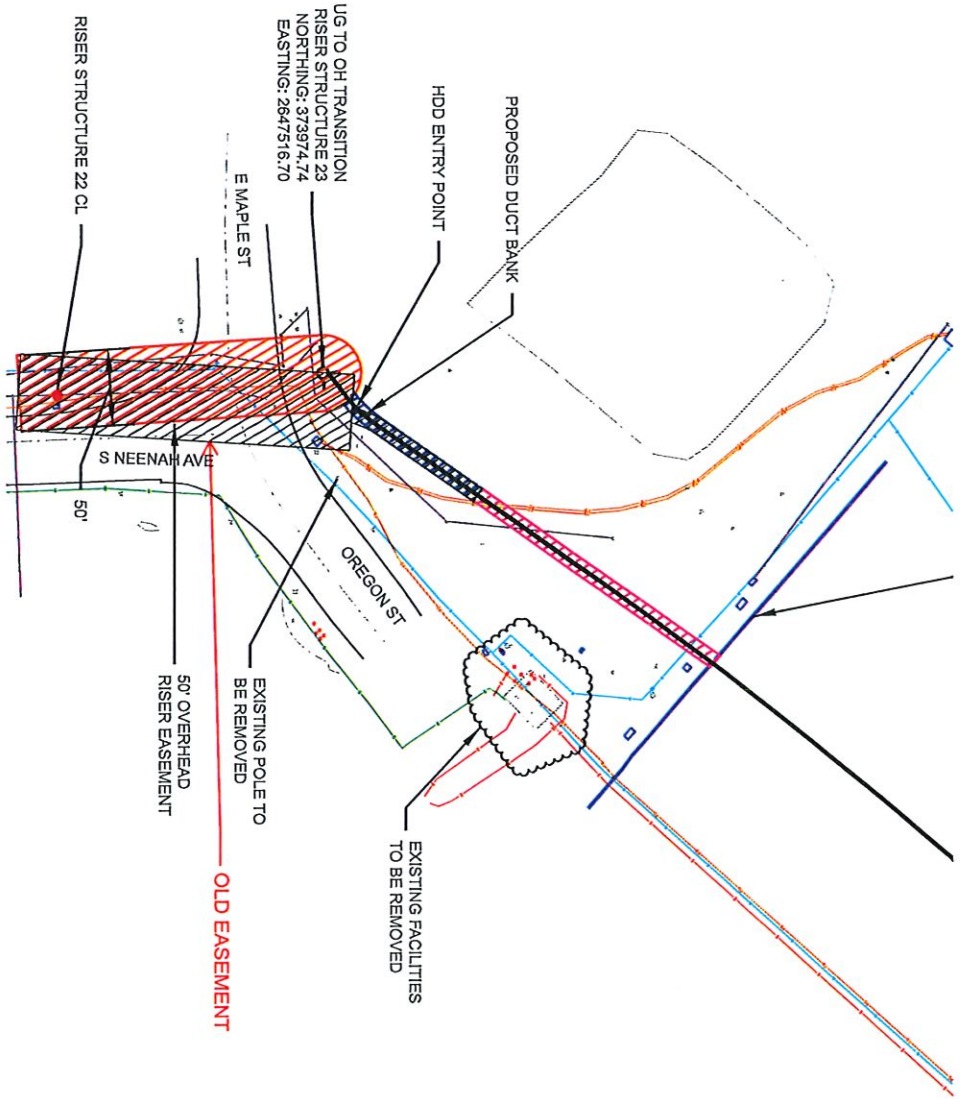 RISER STRUCTURE 22 CL
UG TO OH TRANSITION
RISER STRUCTURE 23
NORTHING: 373974.74
EASTING: 2647516.70
HDD ENTRY POINT
PROPOSED DUCT BANK
E MAPLE ST
S NEENAH AVE
50'
OREGON ST
50' OVERHEAD
RISER EASEMENT
EXISTING POLE TO
BE REMOVED
OLD EASEMENT
EXISTING FACILITIES
TO BE REMOVED